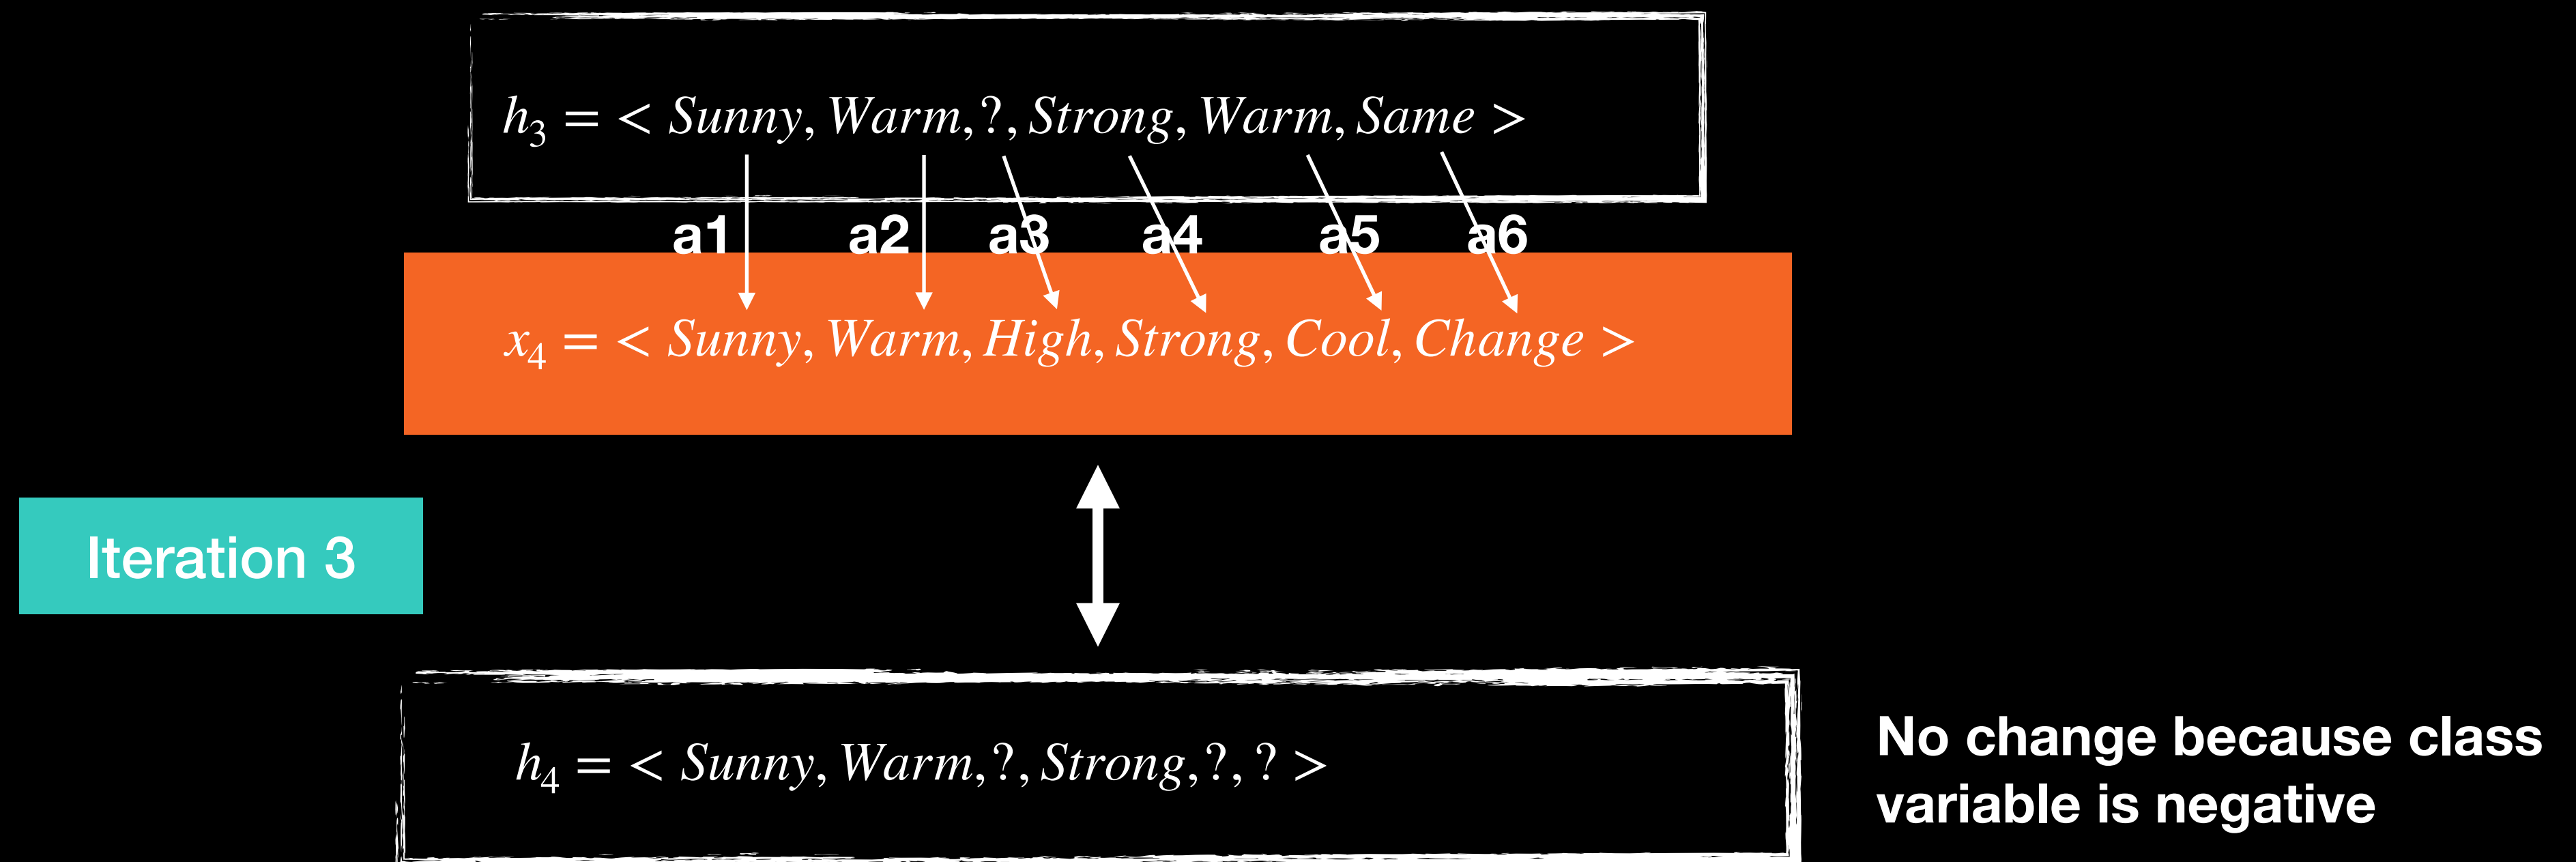 h₃ = < Sunny, Warm,?, Strong, Warm, Same >
a1 a2 a3 a4 a5 a6
x₄ = < Sunny, Warm, High, Strong, Cool, Change >
Iteration 3
h₄ = < Sunny, Warm,?, Strong,?, ? >
No change because class
variable is negative